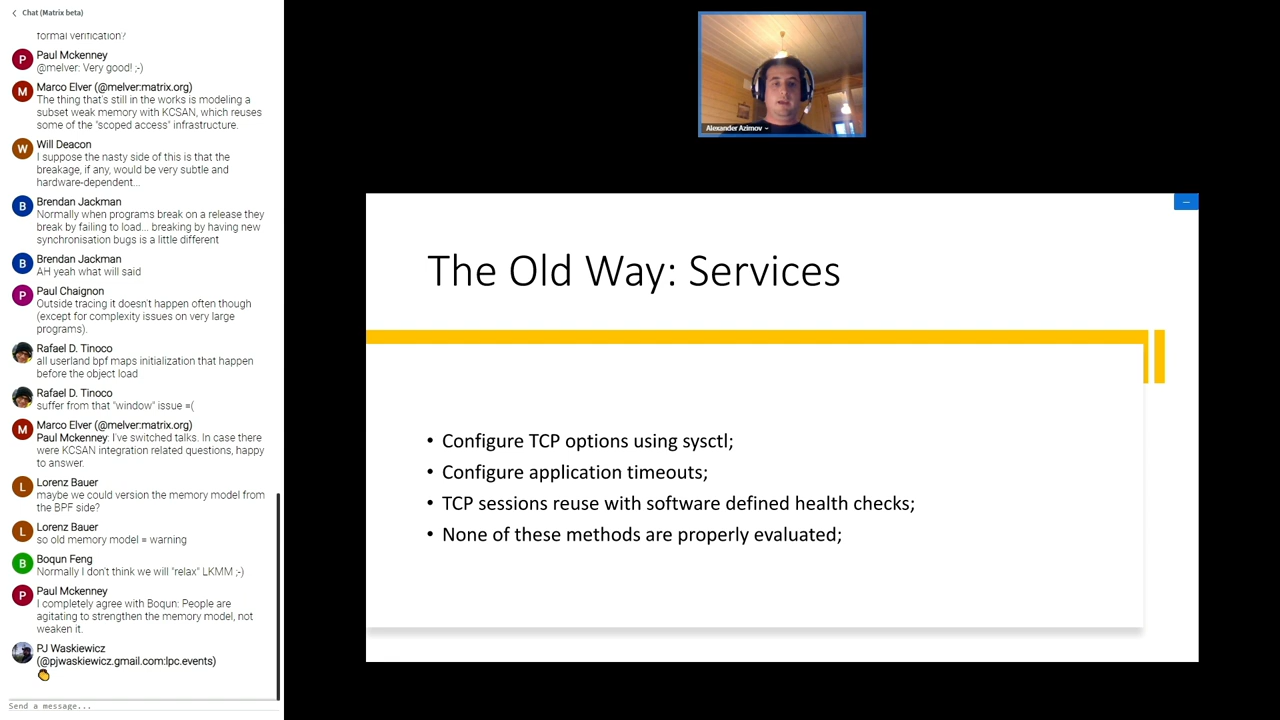 Chat (Matrix beta)
formal verification?
Paul Mckenney
@melver: Very good! ;-)
Marco Elver (@melver:matrix.org)
The thing that's still in the works is modeling a
subset weak memory with KCSAN, which reuses
some of the "scoped access" infrastructure.
Will Deacon
I suppose the nasty side of this is that the
breakage, if any, would be very subtle and
hardware-dependent...
Brendan Jackman
Normally when programs break on a release they
break by failing to load... breaking by having new
synchronisation bugs is a little different
Brendan Jackman
AH yeah what will said
Paul Chaignon
Outside tracing it doesn't happen often though
(except for complexity issues on very large
programs).
Rafael D. Tinoco
all userland bpf maps initialization that happen
before the object load
Rafael D. Tinoco
suffer from that "window" issue =(
Marco Elver (@melver:matrix.org)
Paul Mckenney: I've switched talks. In case there
were KCSAN integration related questions, happy
to answer.
Lorenz Bauer
maybe we could version the memory model from
the BPF side?
Lorenz Bauer
so old memory model = warning
Boqun Feng
Normally I don't think we will "relax" LKMM ;-)
Paul Mckenney
I completely agree with Boqun: People are
agitating to strengthen the memory model, not
weaken it.
PJ Waskiewicz
(@pjwaskiewicz.gmail.com:lpc.events)
👏
Send a message...
P
M
W
B
B
P
M
L
L
B
P
Alexander Azimov
The Old Way: Services
• Configure TCP options using sysctl;
• Configure application timeouts;
• TCP sessions reuse with software defined health checks;
• None of these methods are properly evaluated;